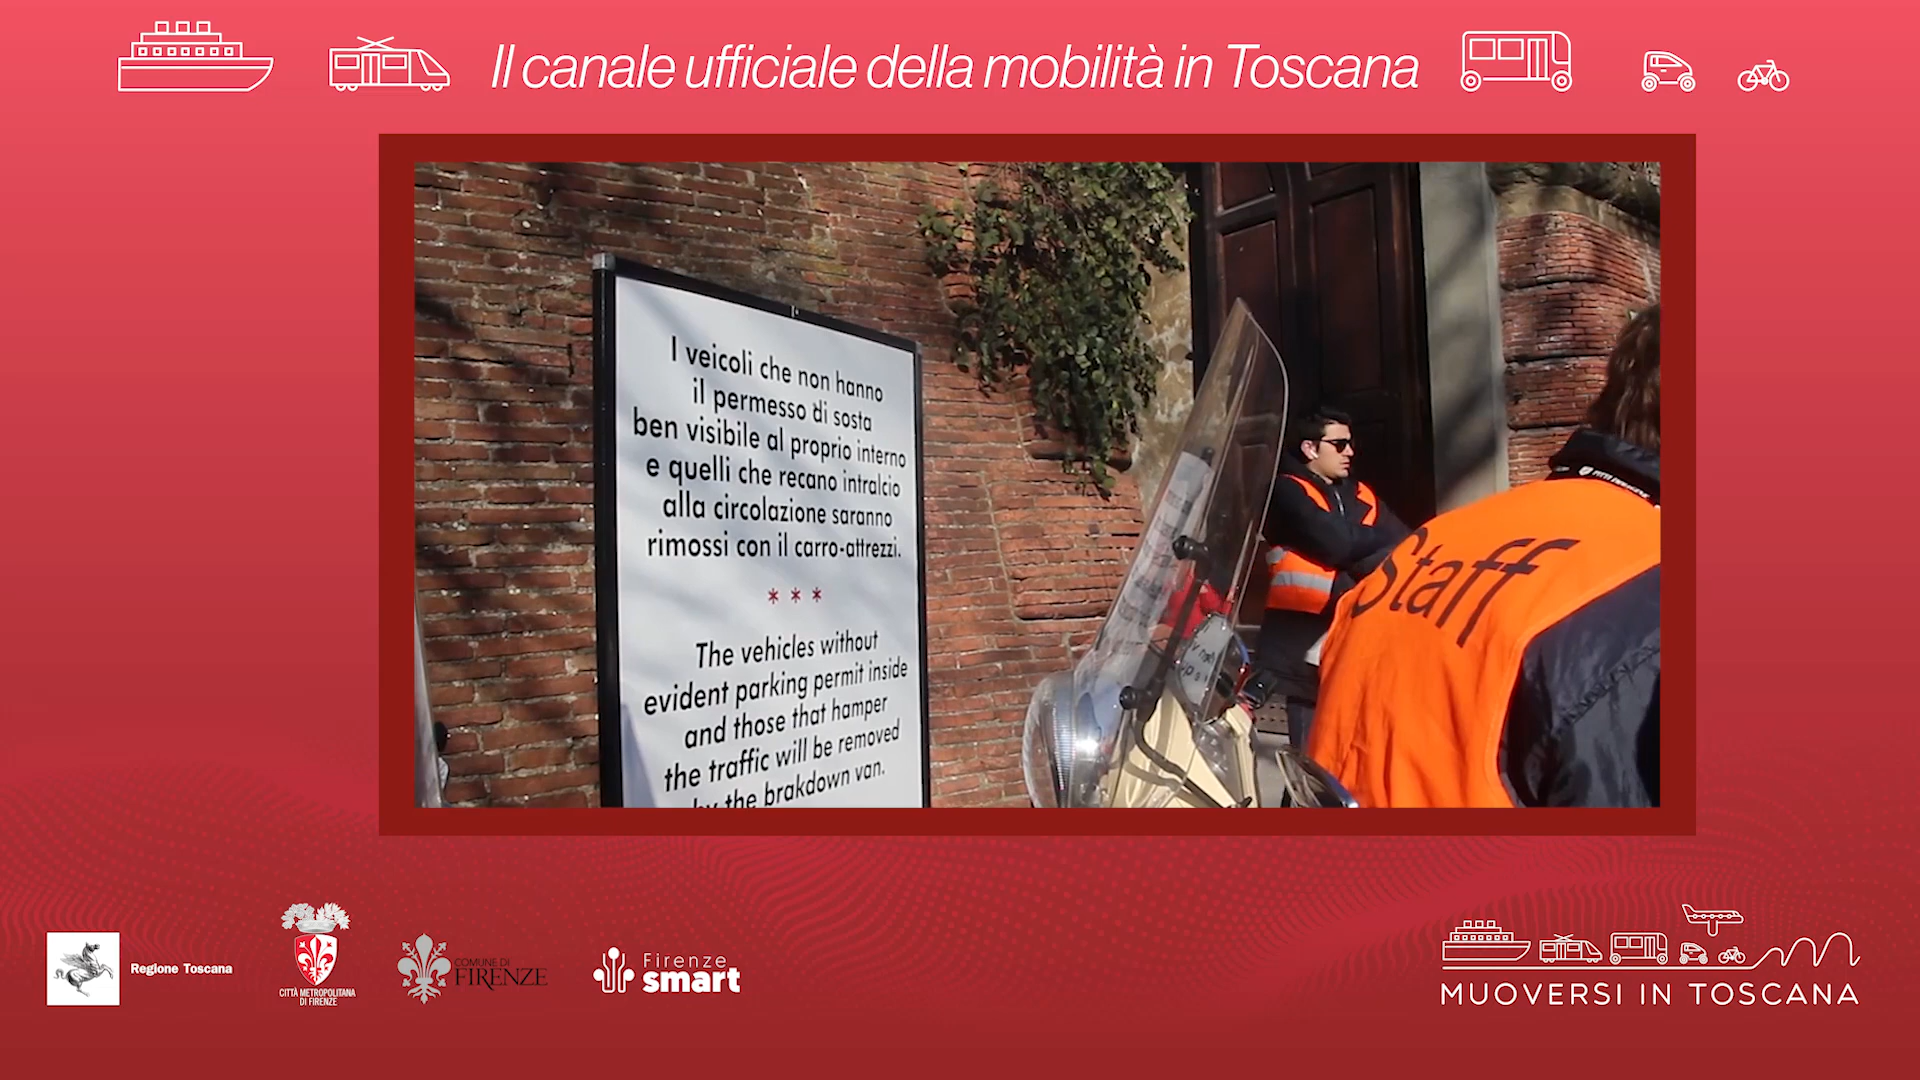 Il canale ufficiale della mobilità in Toscana
I veicoli che non hanno
il permesso di sosta
ben visibile al proprio interno
e quelli che recano intralcio
alla circolazione saranno
rimossi con il carro-attrezzi.
* * *
The vehicles without
evident parking permit inside
and those that hamper
the traffic will be removed
by the brakdown van.
Staff
Regione Toscana
CITTÀ METROPOLITANA
DI FIRENZE
COMUNE DI
FIRENZE
Firenze
smart
MUOVERSI IN TOSCANA